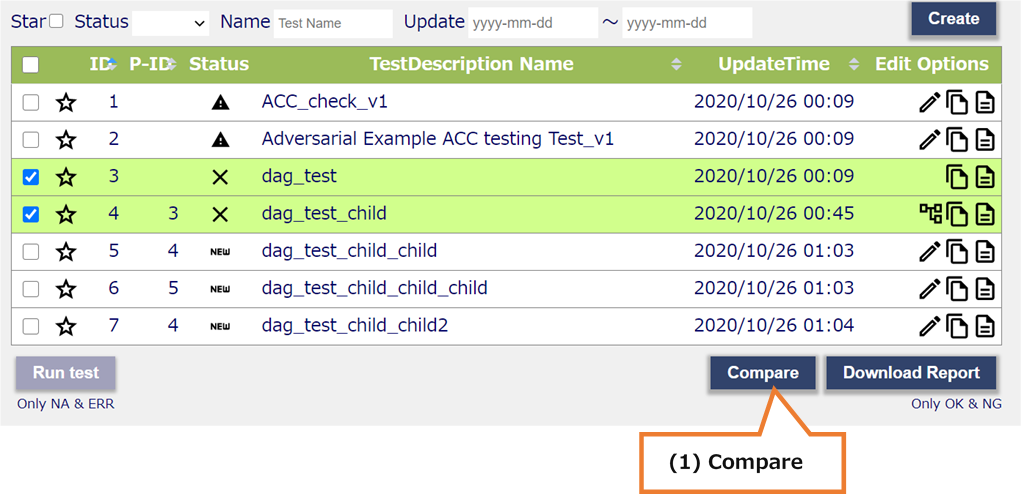 Star Status Name Test Name Update yyyy-mm-dd ～ yyyy-mm-dd Create
ID P-ID Status TestDescription Name UpdateTime Edit Options
1 ACC_check_v1 2020/10/26 00:09
2 Adversarial Example ACC testing Test_v1 2020/10/26 00:09
3 dag_test 2020/10/26 00:09
4 3 dag_test_child 2020/10/26 00:45
5 4 NEW dag_test_child_child 2020/10/26 01:03
6 5 NEW dag_test_child_child_child 2020/10/26 01:03
7 4 NEW dag_test_child_child2 2020/10/26 01:04
Run test Compare Download Report
Only NA & ERR Only OK & NG
(1) Compare